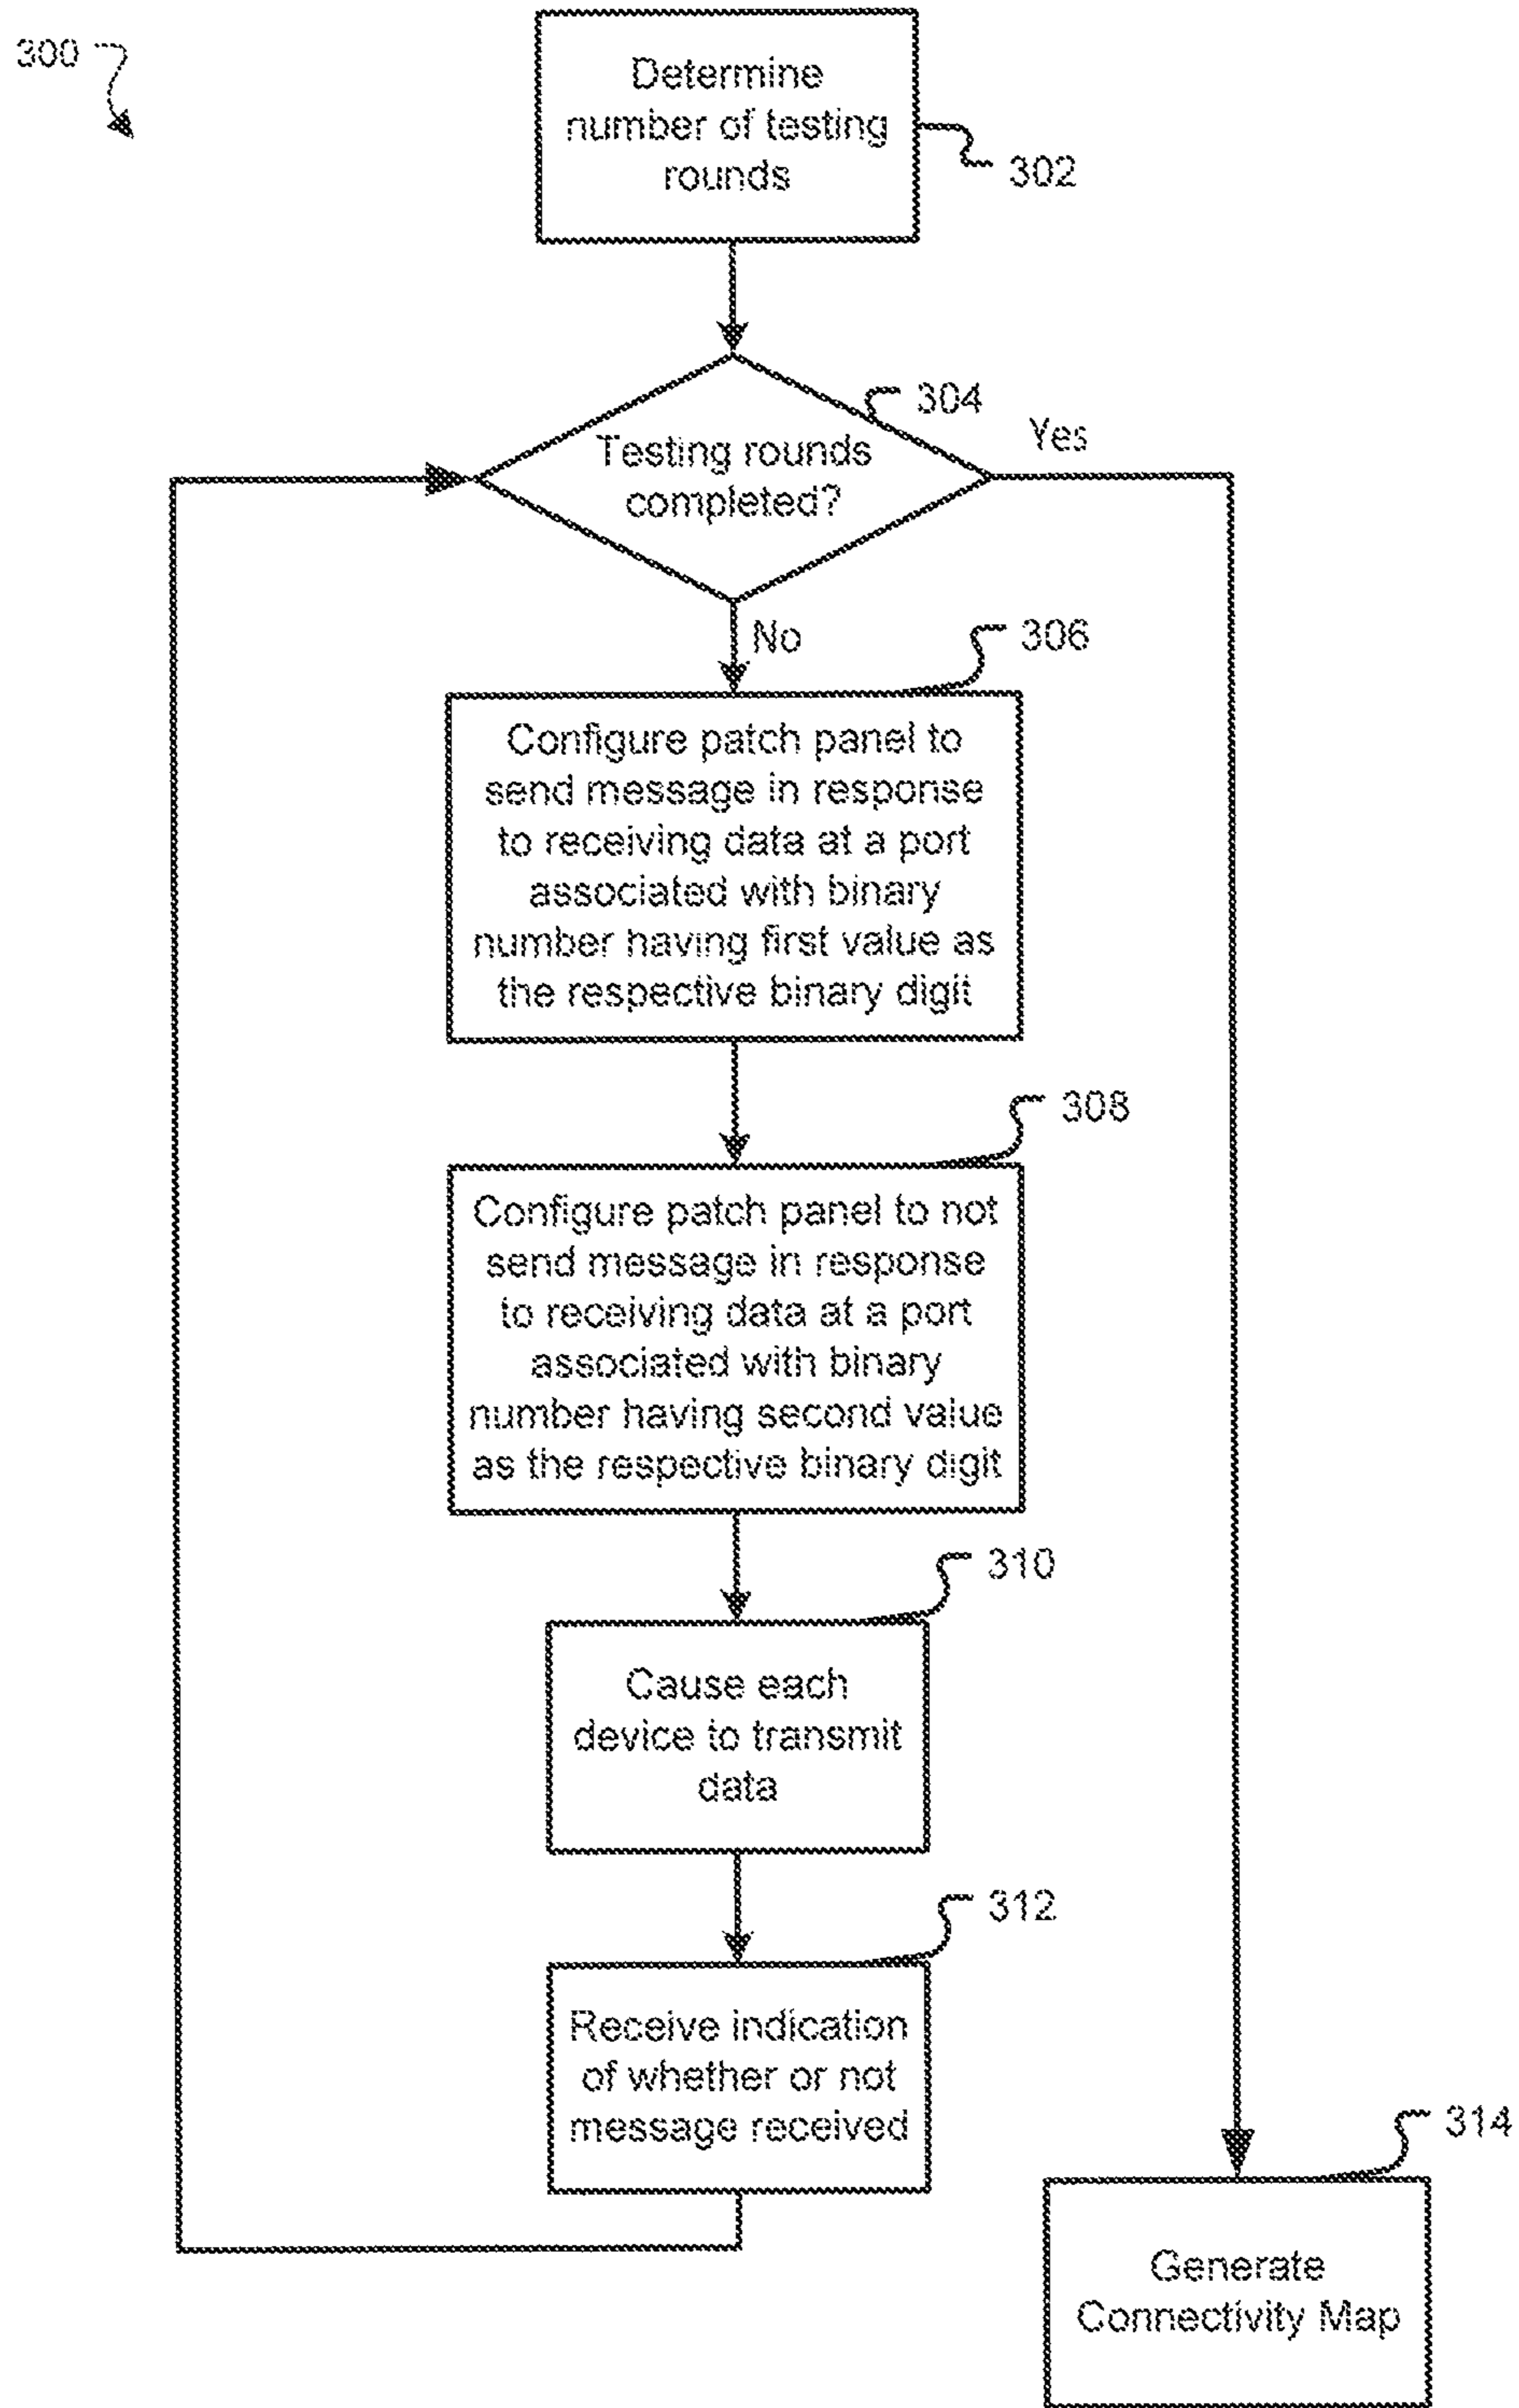 300
Determine
number of testing
rounds
302
304
Yes
Testing rounds
completed?
No
306
Configure patch panel to
send message in response
to receiving data at a port
associated with binary
number having first value as
the respective binary digit
308
Configure patch panel to not
send message in response
to receiving data at a port
associated with binary
number having second value
as the respective binary digit
310
Cause each
device to transmit
data
312
Receive indication
of whether or not
message received
314
Generate
Connectivity Map